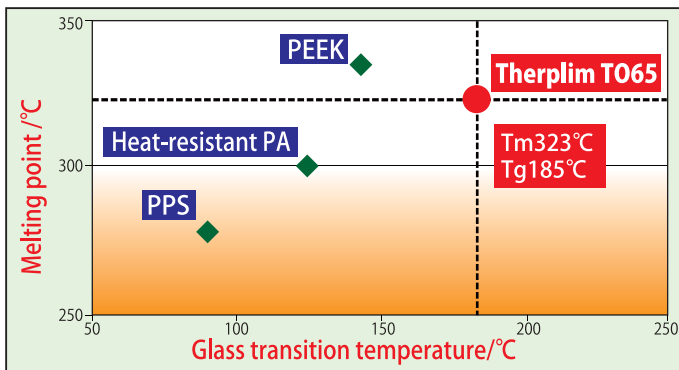 350
PEEK
Therplim TO65
Heat-resistant PA
Tm323℃
Tg185℃
300
PPS
250
50
100
150
200
250
Melting point /℃
Glass transition temperature/℃